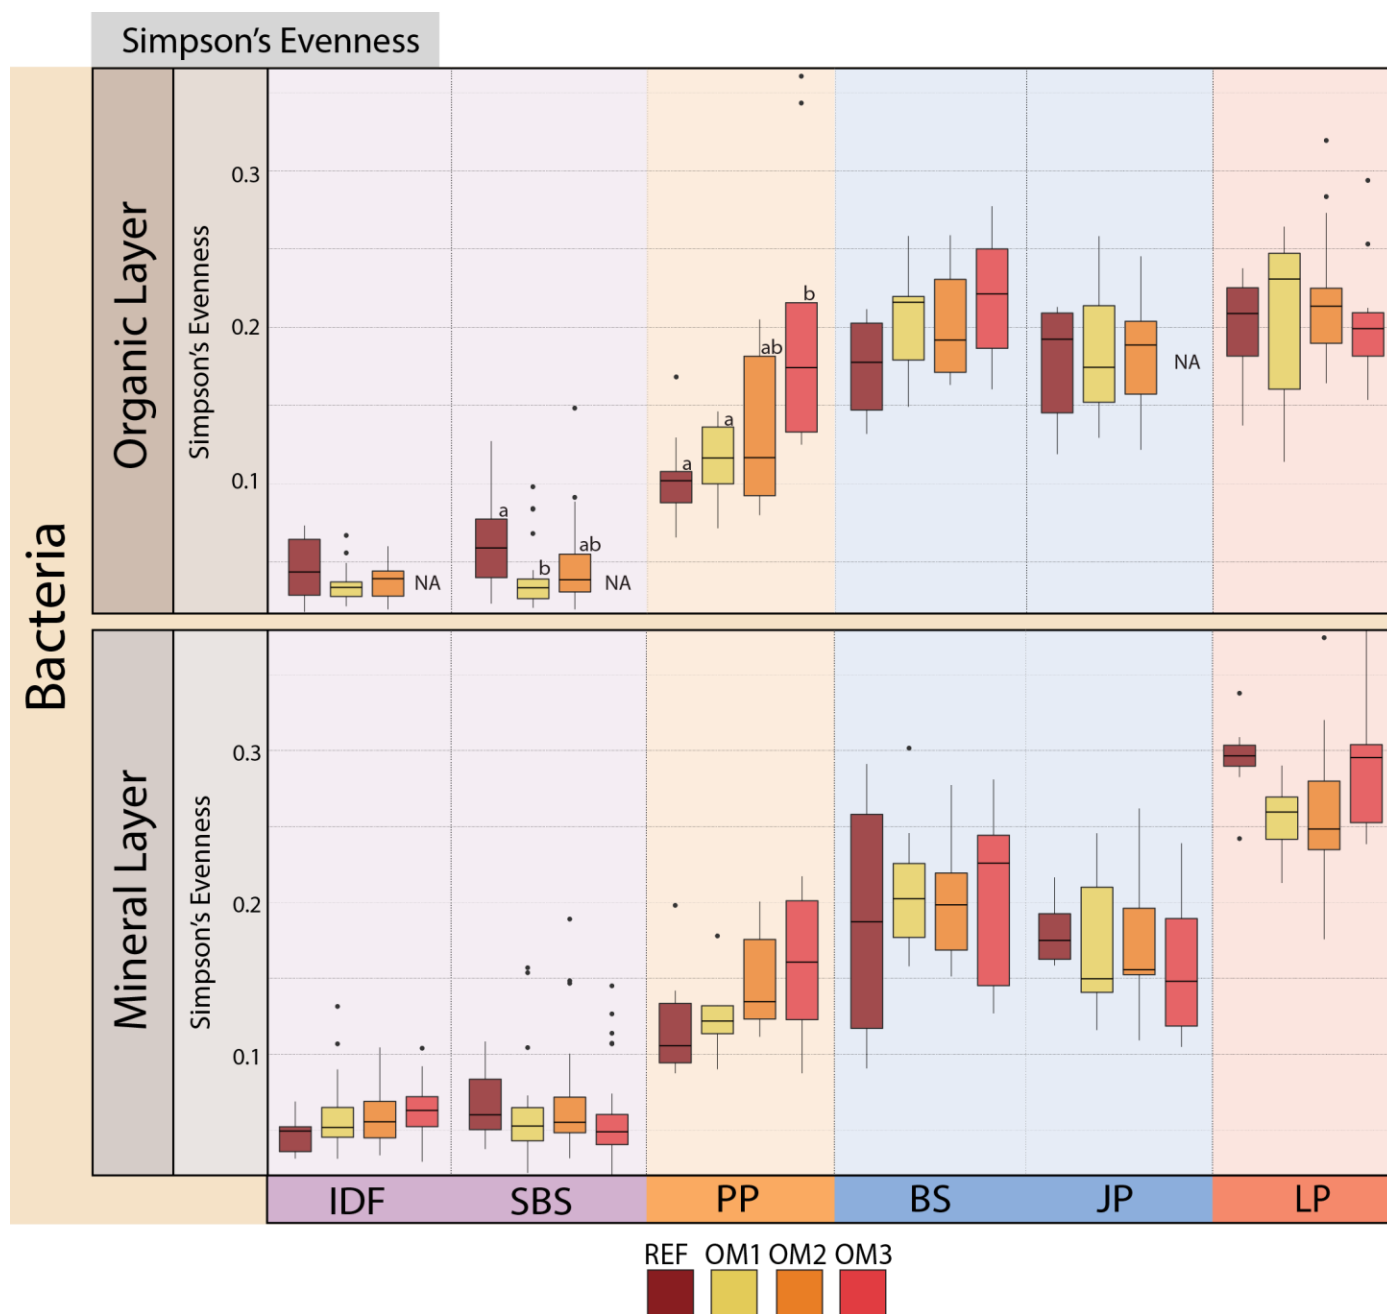 Simpson's Evenness
Bacteria
Organic Layer
Simpson's Evenness
0.3
0.2
0.1
NA
a
b
ab
NA
a
a
ab
b
NA
Mineral Layer
Simpson's Evenness
0.3
0.2
0.1
IDF SBS PP BS JP LP
REF OM1 OM2 OM3